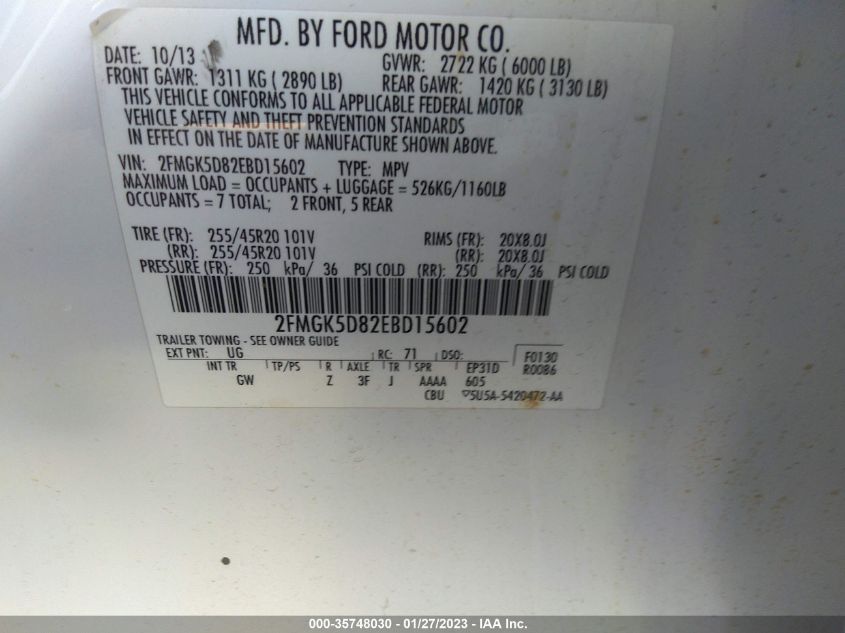 MFD. BY FORD MOTOR CO.
DATE: 10/13 GVWR: 2722 KG ( 6000 LB)
FRONT GAWR: 1311 KG ( 2890 LB) REAR GAWR: 1420 KG ( 3130 LB)
THIS VEHICLE CONFORMS TO ALL APPLICABLE FEDERAL MOTOR
VEHICLE SAFETY AND THEFT PREVENTION STANDARDS
IN EFFECT ON THE DATE OF MANUFACTURE SHOWN ABOVE.
VIN: 2FMGK5D82EBD15602 TYPE: MPV
MAXIMUM LOAD = OCCUPANTS + LUGGAGE = 526KG/1160LB
OCCUPANTS = 7 TOTAL; 2 FRONT, 5 REAR
TIRE (FR): 255/45R20 101V RIMS (FR): 20X8.0J
(RR): 255/45R20 101V (RR): 20X8.0J
PRESSURE (FR): 250 kPa/ 36 PSI COLD (RR): 250 kPa/ 36 PSI COLD
2FMGK5D82EBD15602
TRAILER TOWING - SEE OWNER GUIDE
EXT PNT: UG RC: 71 DSO: F0130
INT TR TP/PS R AXLE TR SPR EP31D R0086
GW Z 3F J AAAA 605
CBU 5U5A-5420472-AA
000-35748030 - 01/27/2023 - IAA Inc.